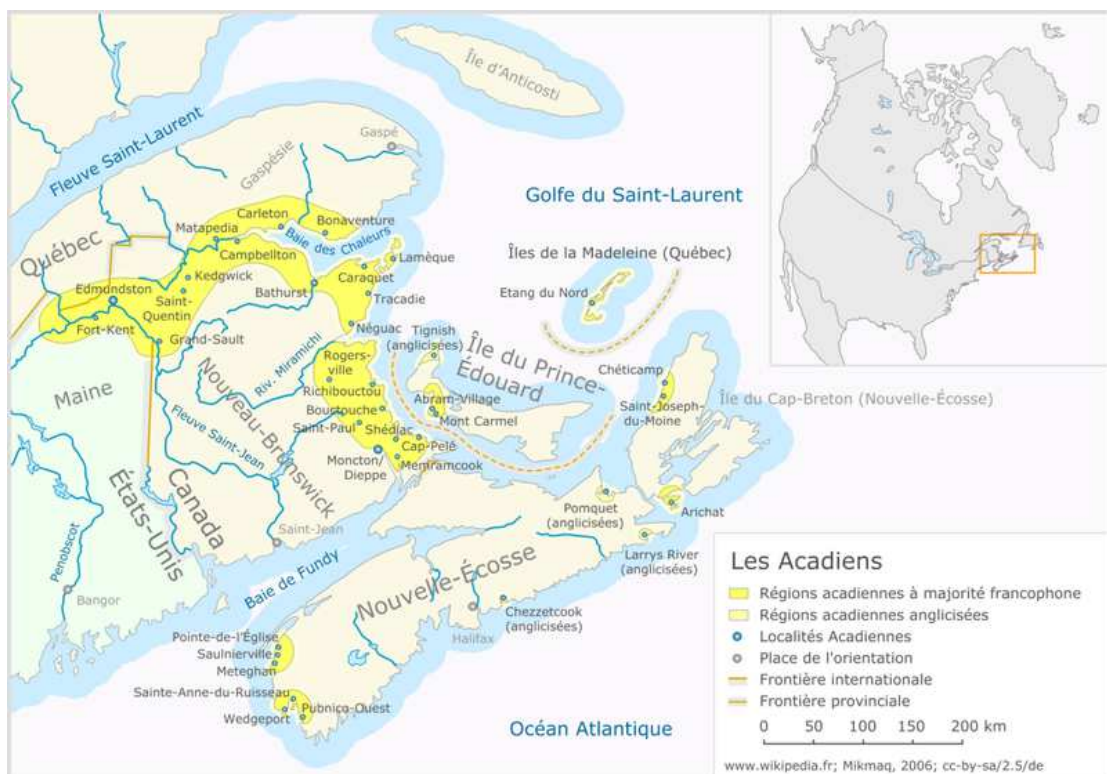 Île d'Anticosti
Fleuve Saint-Laurent
Gaspé
Gaspésie
Golfe du Saint-Laurent
Québec
Matapedia
Carleton
Bonaventure
Baie des Chaleurs
Campbellton
Lamèque
Îles de la Madeleine (Québec)
Kedgwick
Caraquet
Edmundston
Bathurst
Tracadie
Etang du Nord
Saint-
Quentin
Fort-Kent
Grand-Sault
Néguac
Tignish
(anglicisées)
Île du Prince-
Édouard
Rogers-
ville
Riv. Miramichi
Chéticamp
Maine
Nouveau-Brunswick
Richibouctou
Abram-Village
Saint-Joseph-
du-Moine
Île du Cap-Breton (Nouvelle-Écosse)
Boustouche
Mont Carmel
Fleuve Saint-Jean
Saint-Paul
Shédiac
Cap-Pelé
Moncton/
Dieppe
Memramcook
Canada
États-Unis
Penobscot
Bangor
Saint-Jean
Pomquet
(anglicisées)
Arichat
Larrys River
(anglicisées)
Baie de Fundy
Nouvelle-Écosse
Chezzetcook
(anglicisées)
Halifax
Pointe-de-l'Église
Saulnierville
Meteghan
Sainte-Anne-du-Ruisseau
Pubnico-Ouest
Wedgeport
Océan Atlantique
Les Acadiens
Régions acadiennes à majorité francophone
Régions acadiennes anglicisées
Localités Acadiennes
Place de l'orientation
Frontière internationale
Frontière provinciale
0 50 100 150 200 km
www.wikipedia.fr; Mikmaq, 2006; cc-by-sa/2.5/de